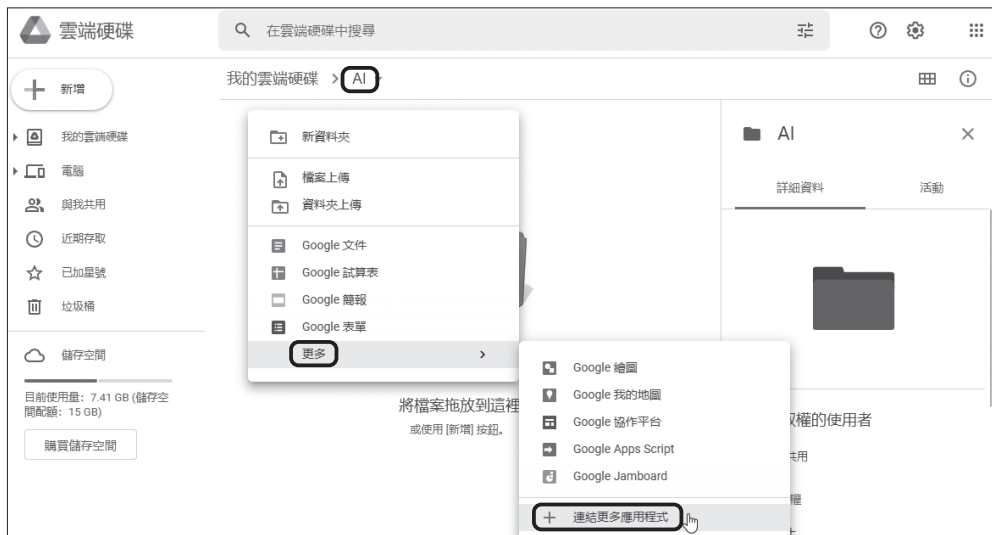 雲端硬碟
在雲端硬碟中搜尋
新增
我的雲端硬碟 > AI
我的雲端硬碟
電腦
與我共用
近期存取
已加星號
垃圾桶
儲存空間
目前使用量：7.41 GB (儲存空
間配額：15 GB)
購買儲存空間
新資料夾
檔案上傳
資料夾上傳
Google 文件
Google 試算表
Google 簡報
Google 表單
更多
將檔案拖放到這裡
或使用 [新增] 按鈕。
Google 繪圖
Google 我的地圖
Google 協作平台
Google Apps Script
Google Jamboard
連結更多應用程式
AI
詳細資料
活動
權的使用者
共用
權